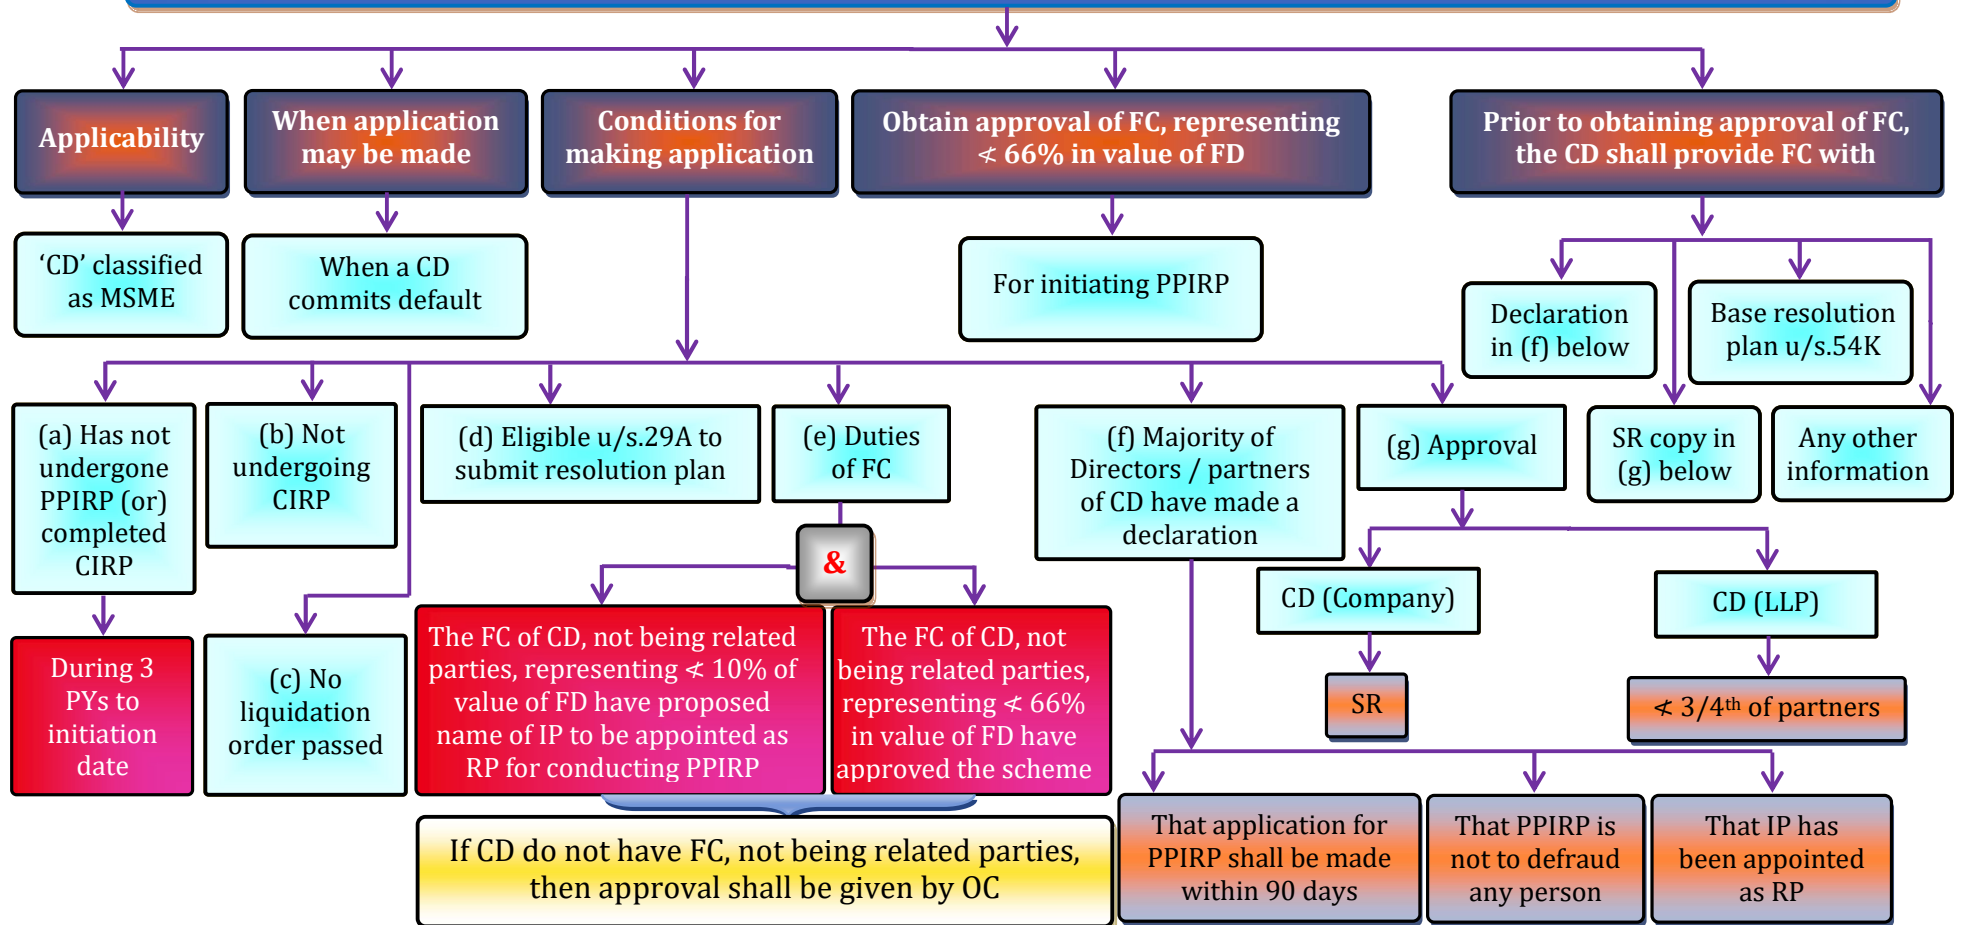 Applicability
When application
may be made
Conditions for
making application
Obtain approval of FC, representing
≮ 66% in value of FD
Prior to obtaining approval of FC,
the CD shall provide FC with
‘CD’ classified
as MSME
When a CD
commits default
For initiating PPIRP
Declaration
in (f) below
Base resolution
plan u/s.54K
SR copy in
(g) below
Any other
information
(a) Has not
undergone
PPIRP (or)
completed
CIRP
(b) Not
undergoing
CIRP
(d) Eligible u/s.29A to
submit resolution plan
(e) Duties
of FC
(f) Majority of
Directors / partners
of CD have made a
declaration
(g) Approval
&
CD (Company)
CD (LLP)
During 3
PYs to
initiation
date
(c) No
liquidation
order passed
The FC of CD, not being related
parties, representing ≮ 10% of
value of FD have proposed
name of IP to be appointed as
RP for conducting PPIRP
The FC of CD, not
being related parties,
representing ≮ 66%
in value of FD have
approved the scheme
SR
≮ 3/4th of partners
If CD do not have FC, not being related parties,
then approval shall be given by OC
That application for
PPIRP shall be made
within 90 days
That PPIRP is
not to defraud
any person
That IP has
been appointed
as RP